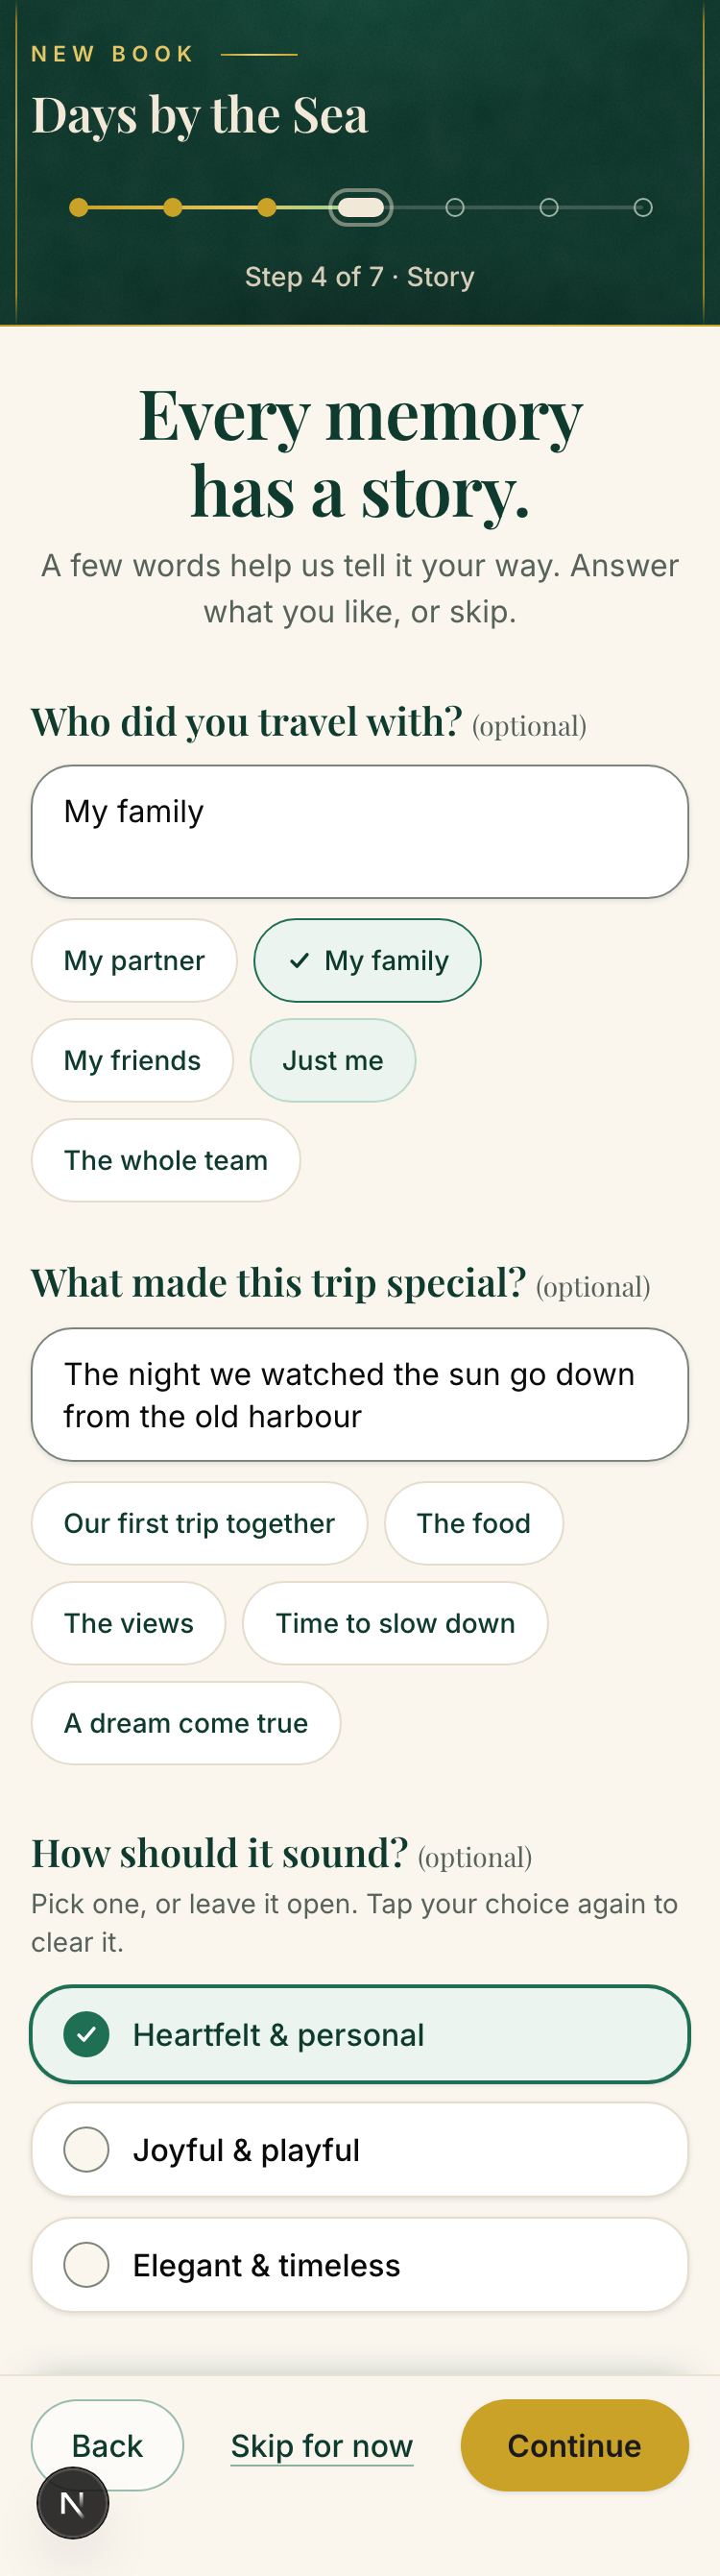 NEW BOOK
Days by the Sea
Step 4 of 7 · Story
Every memory
has a story.
A few words help us tell it your way. Answer
what you like, or skip.
Who did you travel with? (optional)
My family
My partner
My family
My friends
Just me
The whole team
What made this trip special? (optional)
The night we watched the sun go down
from the old harbour
Our first trip together
The food
The views
Time to slow down
A dream come true
How should it sound? (optional)
Pick one, or leave it open. Tap your choice again to
clear it.
Heartfelt & personal
Joyful & playful
Elegant & timeless
Back
Skip for now
Continue
N